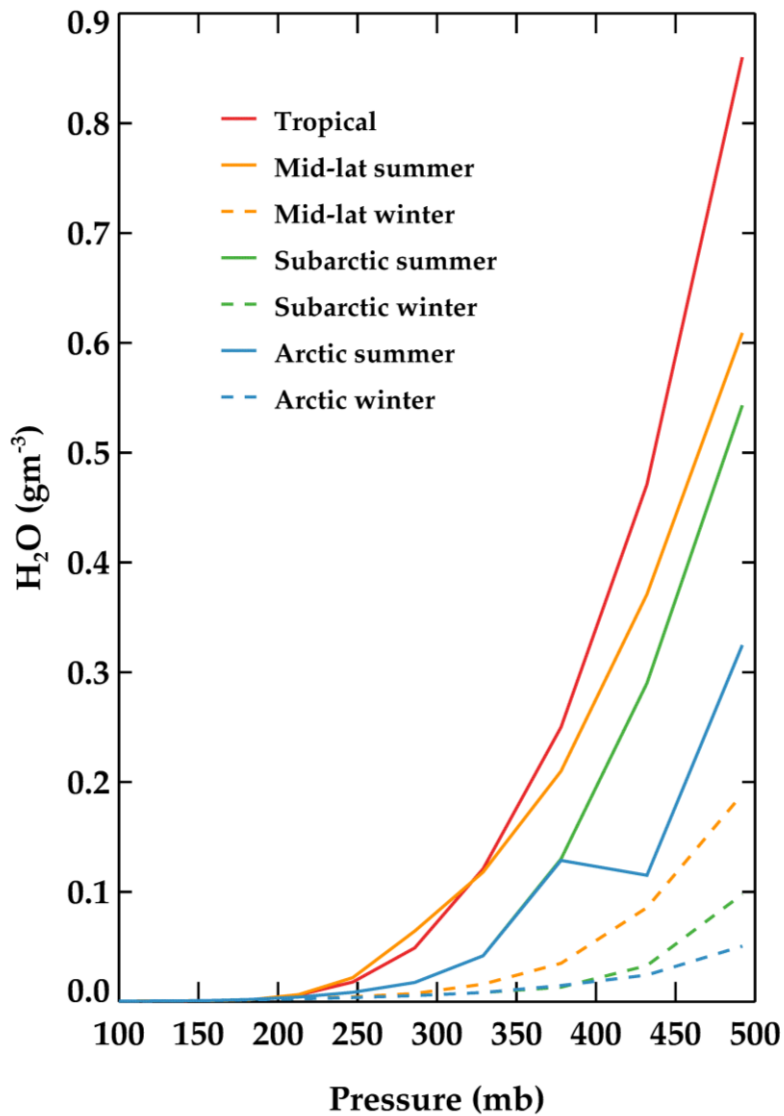 0.9
0.8
0.7
0.6
0.5
0.4
0.3
0.2
0.1
0.0
H₂O (gm⁻³)
Tropical
Mid-lat summer
Mid-lat winter
Subarctic summer
Subarctic winter
Arctic summer
Arctic winter
100 150 200 250 300 350 400 450 500
Pressure (mb)